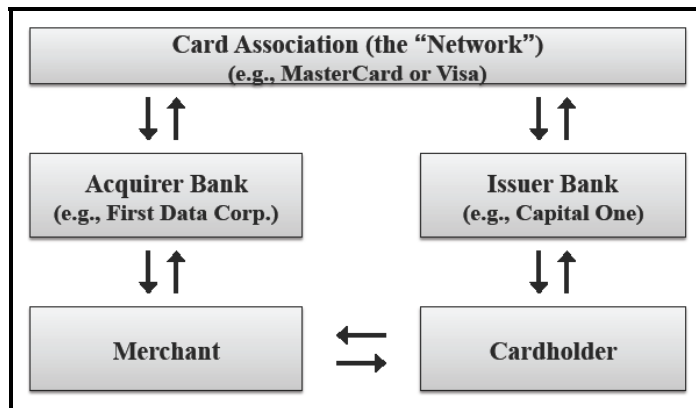 Card Association (the “Network”)
(e.g., MasterCard or Visa)
Acquirer Bank
(e.g., First Data Corp.)
Issuer Bank
(e.g., Capital One)
Merchant
Cardholder